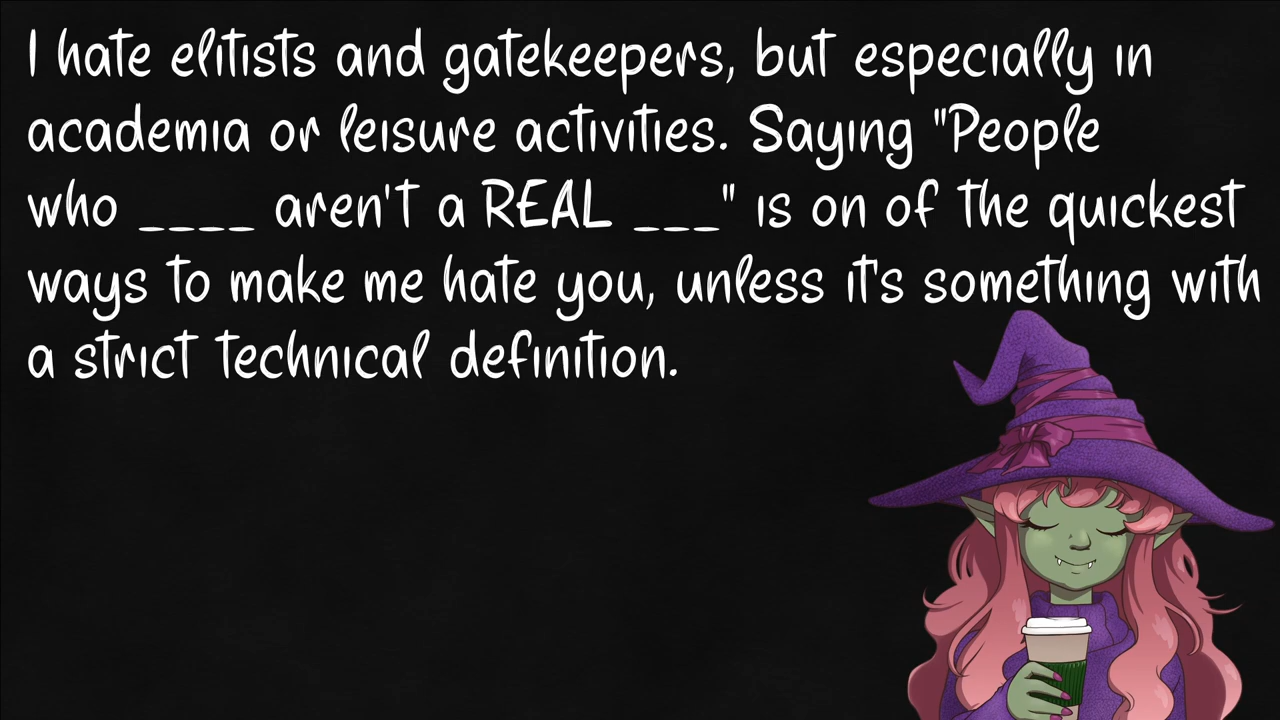 I hate elitists and gatekeepers, but especially in
academia or leisure activities. Saying "People
who ____ aren't a REAL ___" is on of the quickest
ways to make me hate you, unless it's something with
a strict technical definition.